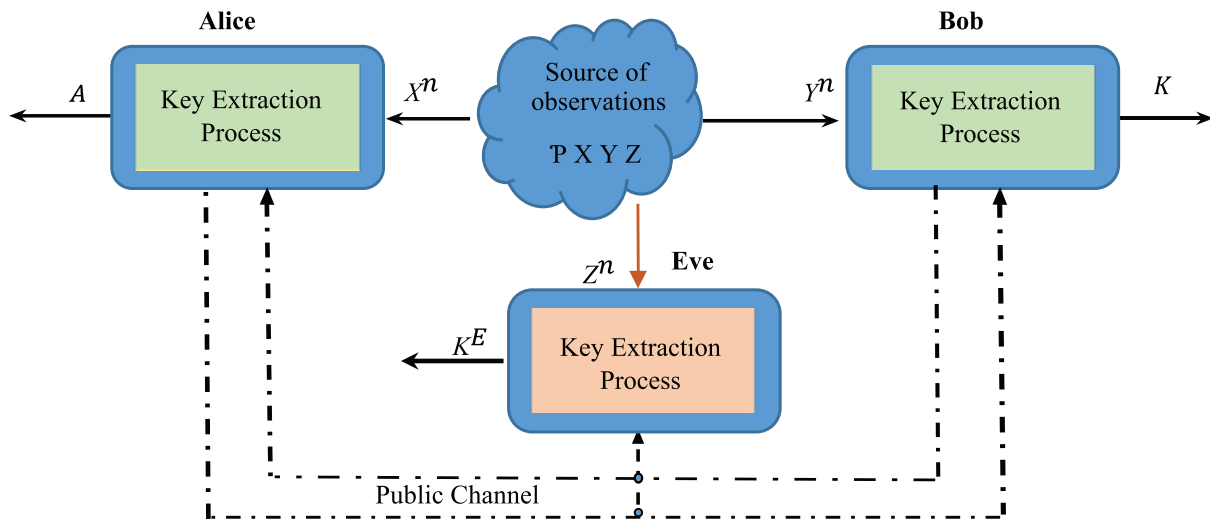 Alice
Bob
A
Key Extraction
Process
Xⁿ
Source of
observations
Ƥ X Y Z
Yⁿ
Key Extraction
Process
K
Zⁿ
Eve
Kᴱ
Key Extraction
Process
Public Channel